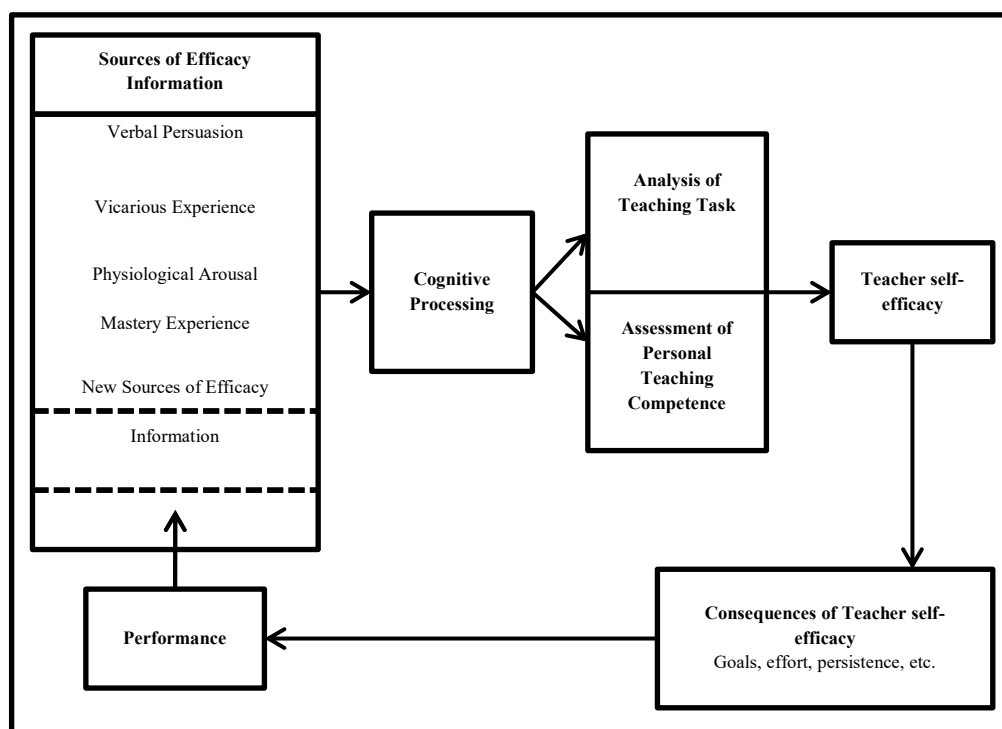 Sources of Efficacy
Information
Verbal Persuasion
Vicarious Experience
Physiological Arousal
Mastery Experience
New Sources of Efficacy
Information
Cognitive
Processing
Analysis of
Teaching Task
Assessment of
Personal
Teaching
Competence
Teacher self-
efficacy
Consequences of Teacher self-
efficacy
Goals, effort, persistence, etc.
Performance